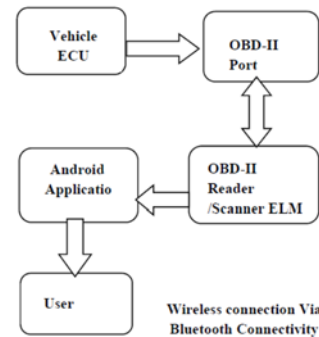 Vehicle
ECU
OBD-II
Port
Android
Applicatio
OBD-II
Reader
/Scanner ELM
User
Wireless connection Via
Bluetooth Connectivity